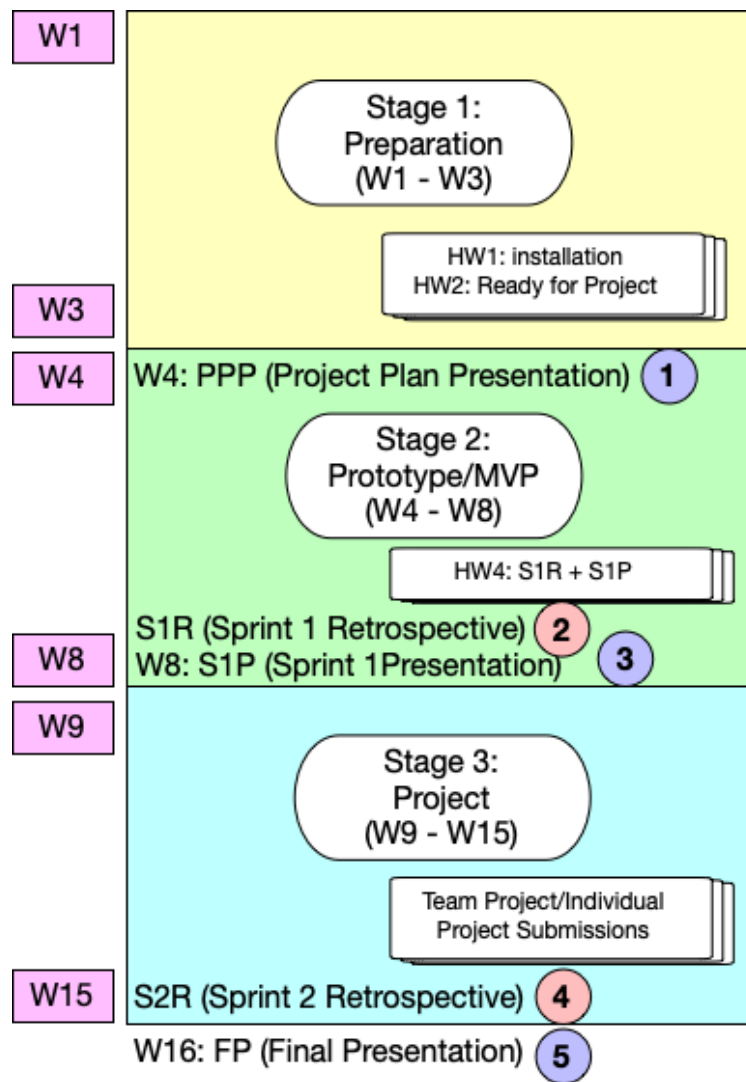 W1
Stage 1:
Preparation
(W1 - W3)
HW1: installation
HW2: Ready for Project
W3
W4
W4: PPP (Project Plan Presentation) 1
Stage 2:
Prototype/MVP
(W4 - W8)
HW4: S1R + S1P
S1R (Sprint 1 Retrospective) 2
W8
W8: S1P (Sprint 1Presentation) 3
W9
Stage 3:
Project
(W9 - W15)
Team Project/Individual
Project Submissions
W15
S2R (Sprint 2 Retrospective) 4
W16: FP (Final Presentation) 5